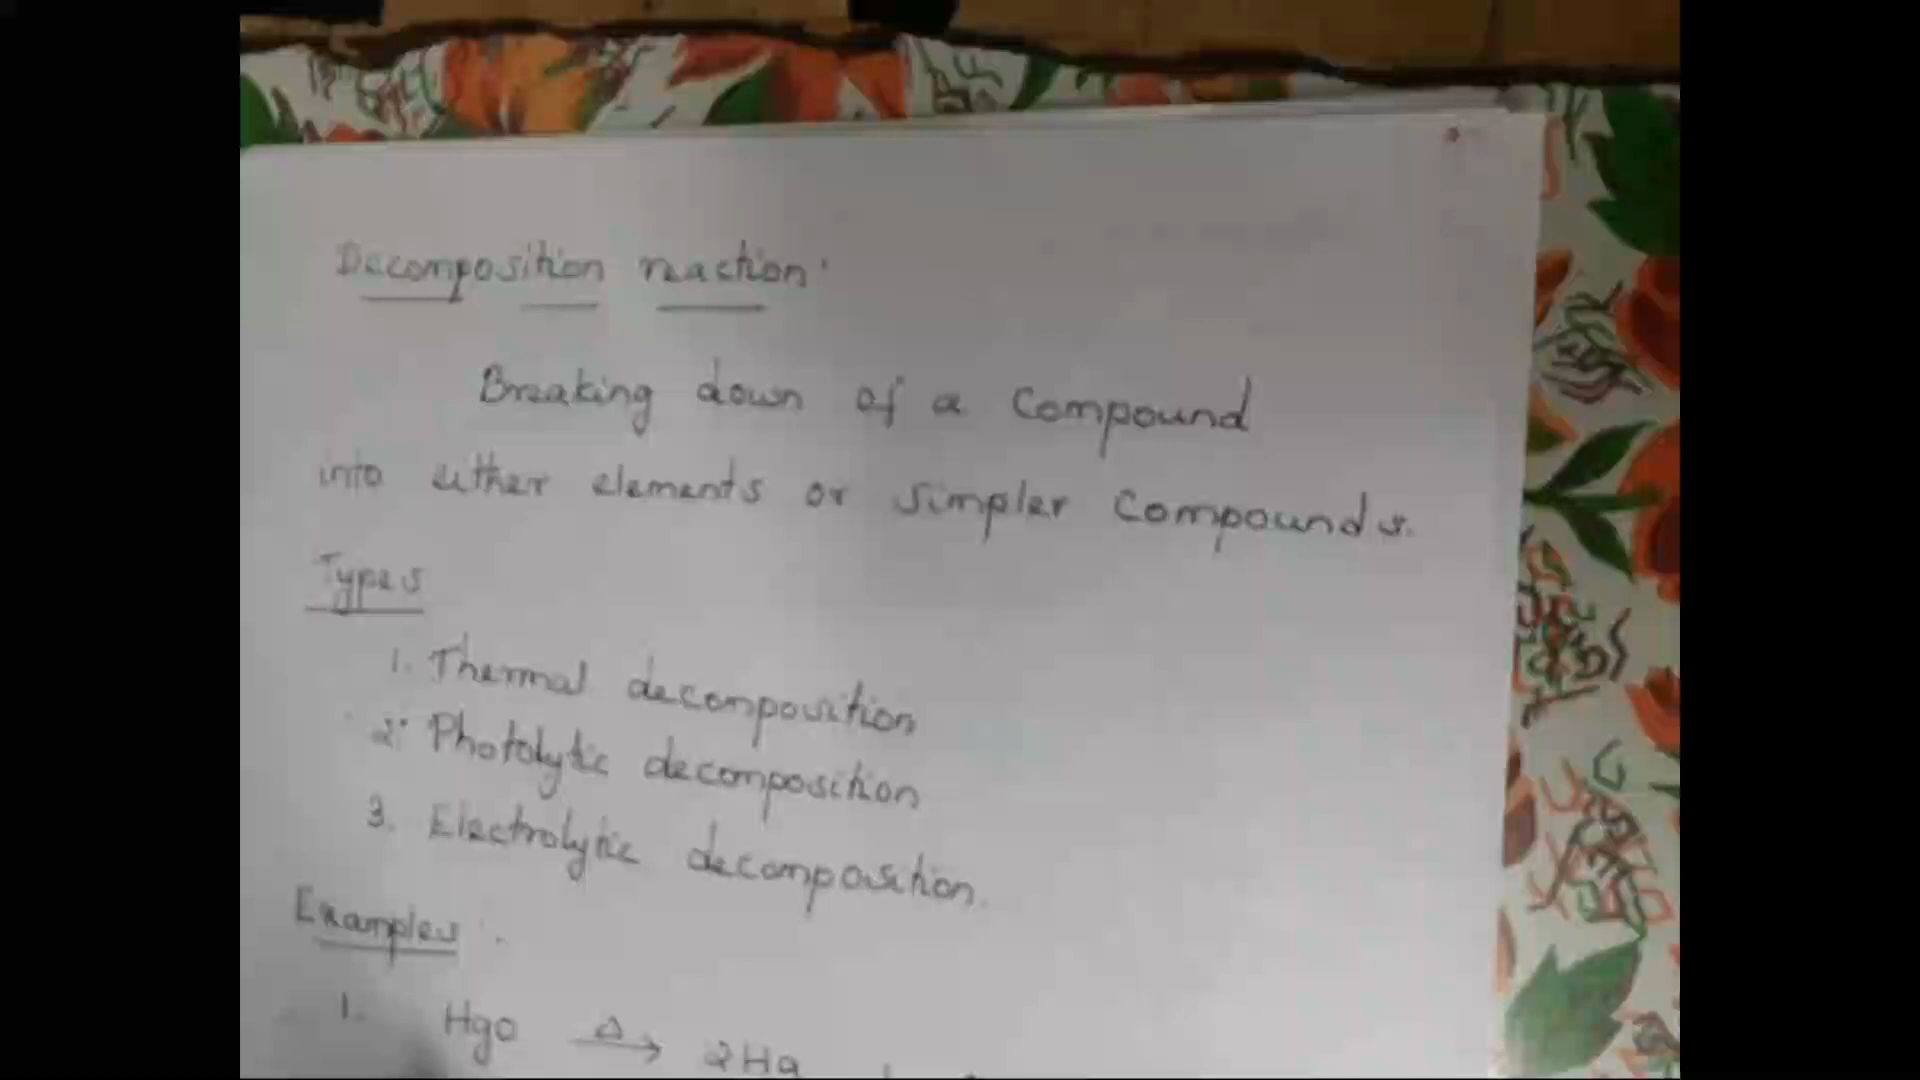 Decomposition reaction:
Breaking down of a Compound
into either elements or simpler Compounds.
Types
1. Thermal decomposition
2. Photolytic decomposition
3. Electrolytic decomposition.
Examples :
1. HgO △→ 2Hg